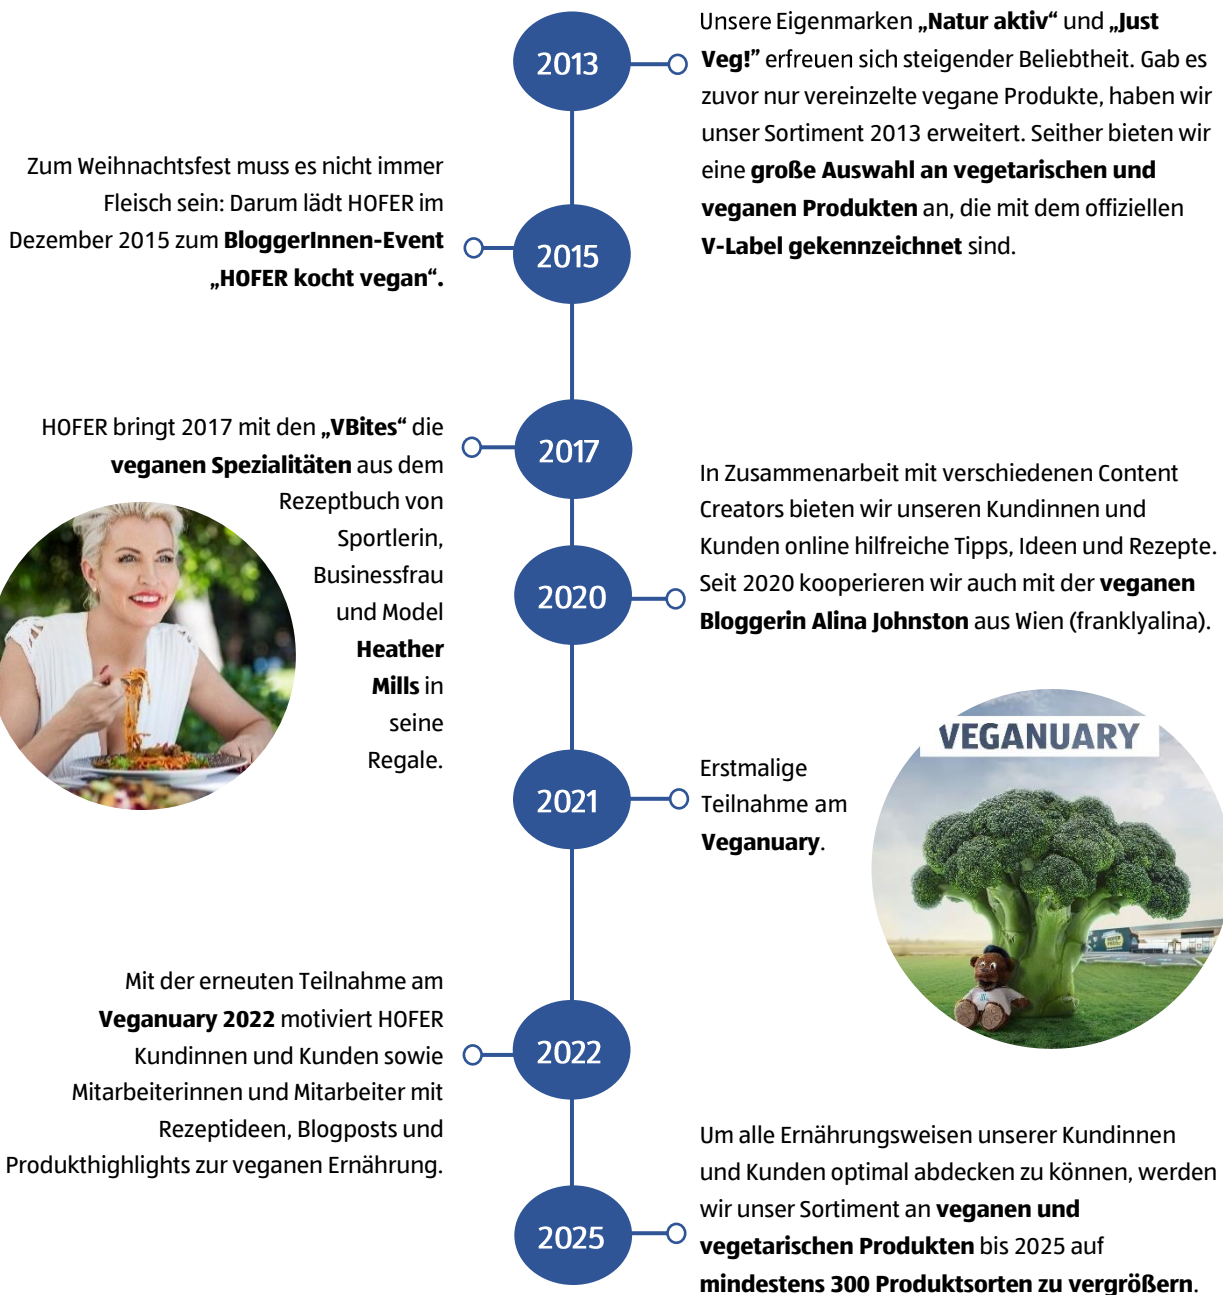 2013
Unsere Eigenmarken „Natur aktiv“ und „Just
Veg!” erfreuen sich steigender Beliebtheit. Gab es
zuvor nur vereinzelte vegane Produkte, haben wir
unser Sortiment 2013 erweitert. Seither bieten wir
eine große Auswahl an vegetarischen und
veganen Produkten an, die mit dem offiziellen
V-Label gekennzeichnet sind.
Zum Weihnachtsfest muss es nicht immer
Fleisch sein: Darum lädt HOFER im
Dezember 2015 zum BloggerInnen-Event
„HOFER kocht vegan“.
2015
HOFER bringt 2017 mit den „VBites“ die
veganen Spezialitäten aus dem
Rezeptbuch von
Sportlerin,
Businessfrau
und Model
Heather
Mills in
seine
Regale.
2017
2020
In Zusammenarbeit mit verschiedenen Content
Creators bieten wir unseren Kundinnen und
Kunden online hilfreiche Tipps, Ideen und Rezepte.
Seit 2020 kooperieren wir auch mit der veganen
Bloggerin Alina Johnston aus Wien (franklyalina).
2021
Erstmalige
Teilnahme am
Veganuary.
VEGANUARY
Mit der erneuten Teilnahme am
Veganuary 2022 motiviert HOFER
Kundinnen und Kunden sowie
Mitarbeiterinnen und Mitarbeiter mit
Rezeptideen, Blogposts und
Produkthighlights zur veganen Ernährung.
2022
2025
Um alle Ernährungsweisen unserer Kundinnen
und Kunden optimal abdecken zu können, werden
wir unser Sortiment an veganen und
vegetarischen Produkten bis 2025 auf
mindestens 300 Produktsorten zu vergrößern.